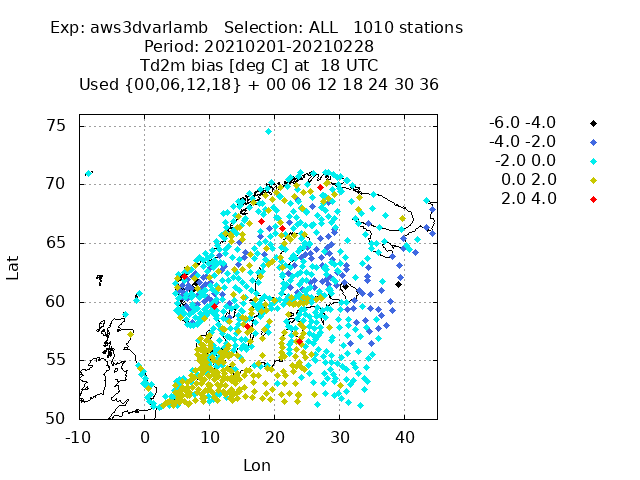 Exp: aws3dvarlamb   Selection: ALL   1010 stations
Period: 20210201-20210228
Td2m bias [deg C] at  18 UTC
Used {00,06,12,18} + 00 06 12 18 24 30 36
-6.0 -4.0
-4.0 -2.0
-2.0 0.0
0.0 2.0
2.0 4.0
Lat
75
70
65
60
55
50
-10 0 10 20 30 40
Lon